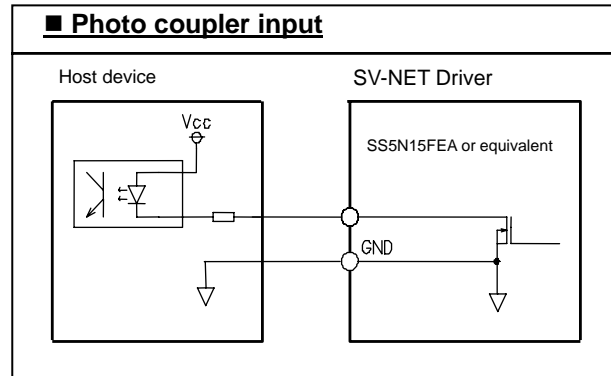 ■ Photo coupler input
Host device
SV-NET Driver
Vcc
SS5N15FEA or equivalent
GND